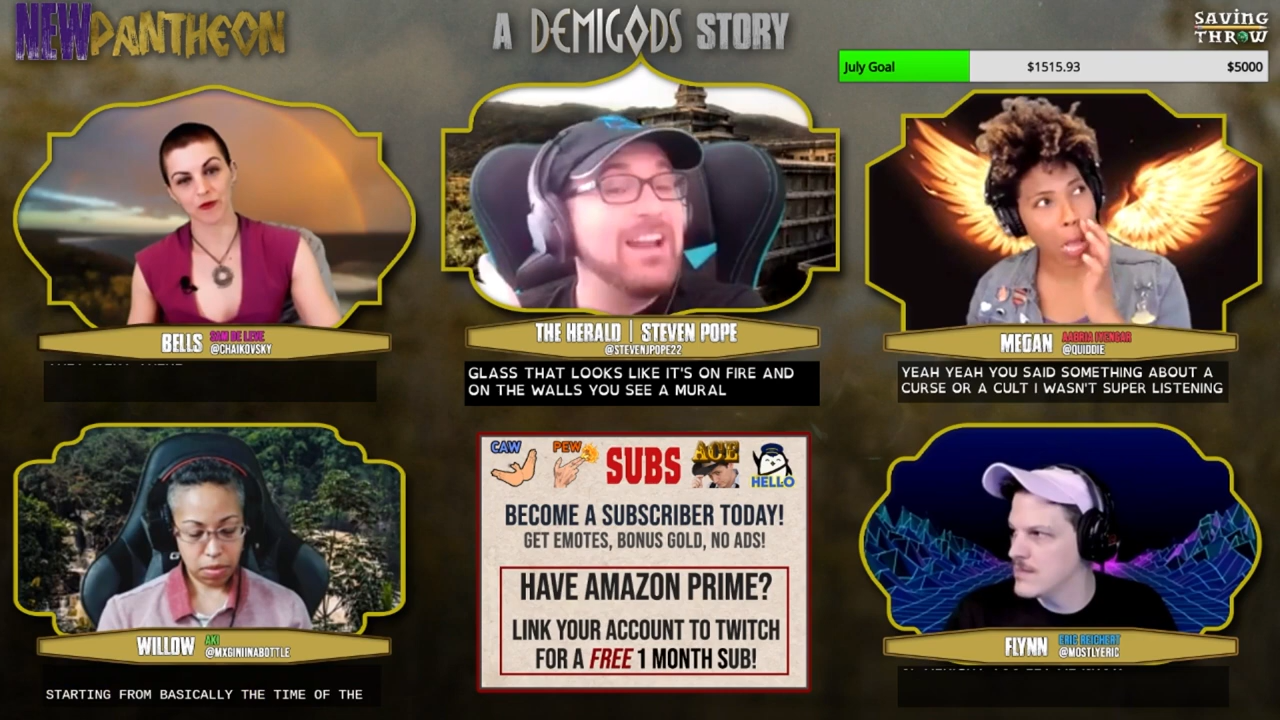 NEW PANTHEON
A DEMIGODS STORY
SAVING
THROW
July Goal $1515.93 $5000
BELLS SAM DE LEVE
@CHAIKOVSKY
THE HERALD | STEVEN POPE
@STEVENJPOPE22
MEGAN AABRIA IYENGAR
@QUIDDIE
GLASS THAT LOOKS LIKE IT'S ON FIRE AND
ON THE WALLS YOU SEE A MURAL
YEAH YEAH YOU SAID SOMETHING ABOUT A
CURSE OR A CULT I WASN'T SUPER LISTENING
CAW PEW SUBS ACE
HELLO
BECOME A SUBSCRIBER TODAY!
GET EMOTES, BONUS GOLD, NO ADS!
HAVE AMAZON PRIME?
LINK YOUR ACCOUNT TO TWITCH
FOR A FREE 1 MONTH SUB!
WILLOW AKI
@MXGINIINABOTTLE
FLYNN ERIC REICHERT
@MOSTLYERIC
STARTING FROM BASICALLY THE TIME OF THE